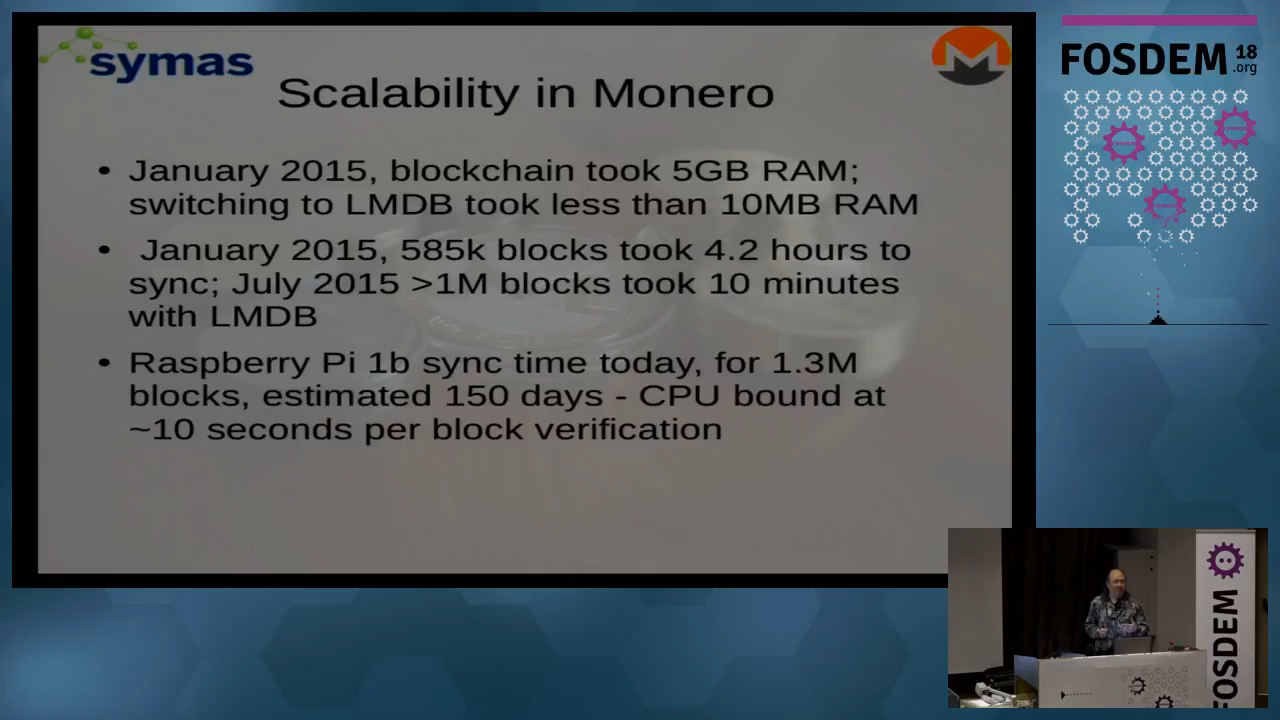 symas
Scalability in Monero
• January 2015, blockchain took 5GB RAM;
switching to LMDB took less than 10MB RAM
• January 2015, 585k blocks took 4.2 hours to
sync; July 2015 >1M blocks took 10 minutes
with LMDB
• Raspberry Pi 1b sync time today, for 1.3M
blocks, estimated 150 days - CPU bound at
~10 seconds per block verification
FOSDEM 18
.org
FOSDEM